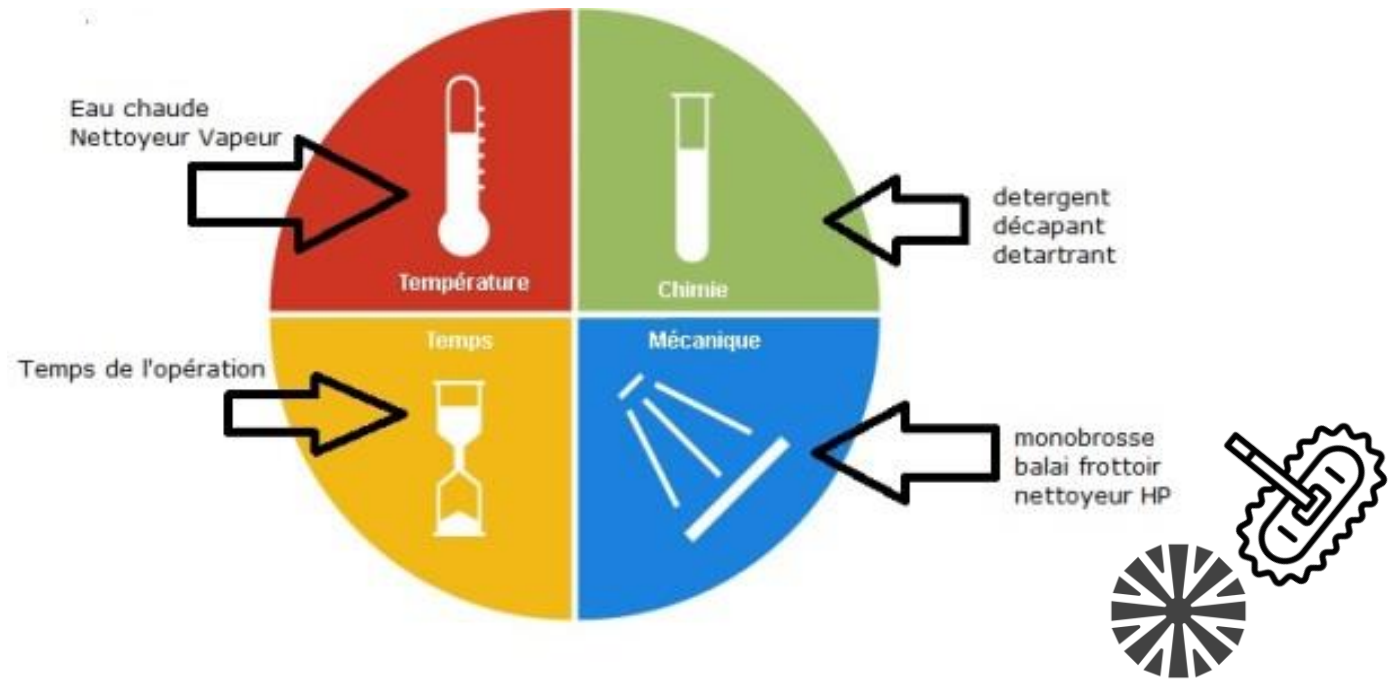 Eau chaude
Nettoyeur Vapeur
Température
Chimie
detergent
décapant
detartrant
Temps de l'opération
Temps
Mécanique
monobrosse
balai frottoir
nettoyeur HP